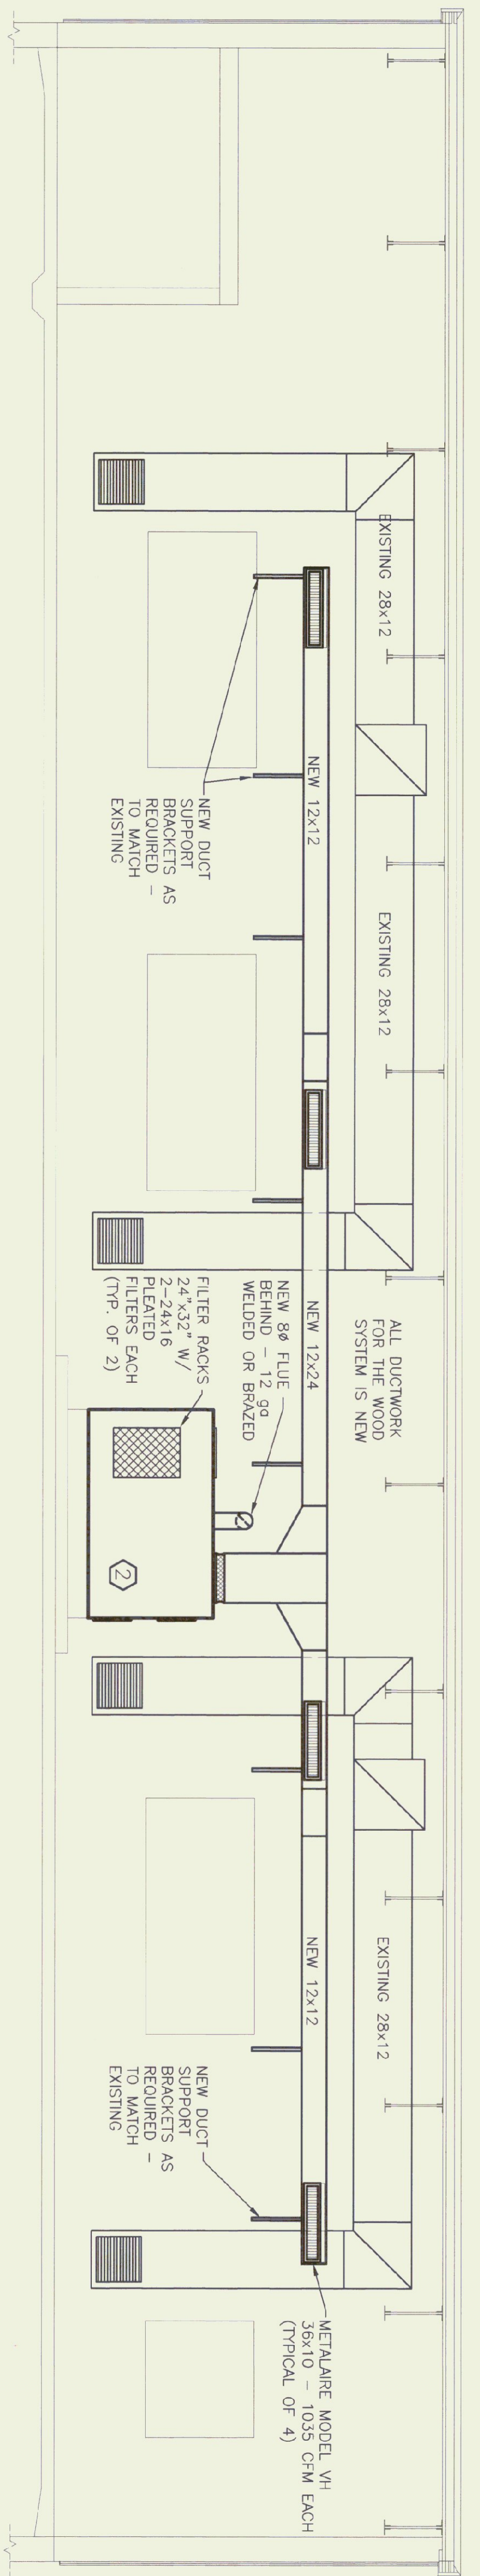 EXISTING 28x12
NEW 12x12
NEW DUCT
SUPPORT
BRACKETS AS
REQUIRED –
TO MATCH
EXISTING
EXISTING 28x12
ALL DUCTWORK
FOR THE WOOD
SYSTEM IS NEW
NEW 12x24
NEW 8ø FLUE
BEHIND – 12 ga
WELDED OR BRAZED
FILTER RACKS
24"x32" W/
2–24x16
PLEATED
FILTERS EACH
(TYP. OF 2)
2
EXISTING 28x12
NEW 12x12
NEW DUCT
SUPPORT
BRACKETS AS
REQUIRED –
TO MATCH
EXISTING
METALAIRE MODEL VH
36x10 – 1035 CFM EACH
(TYPICAL OF 4)